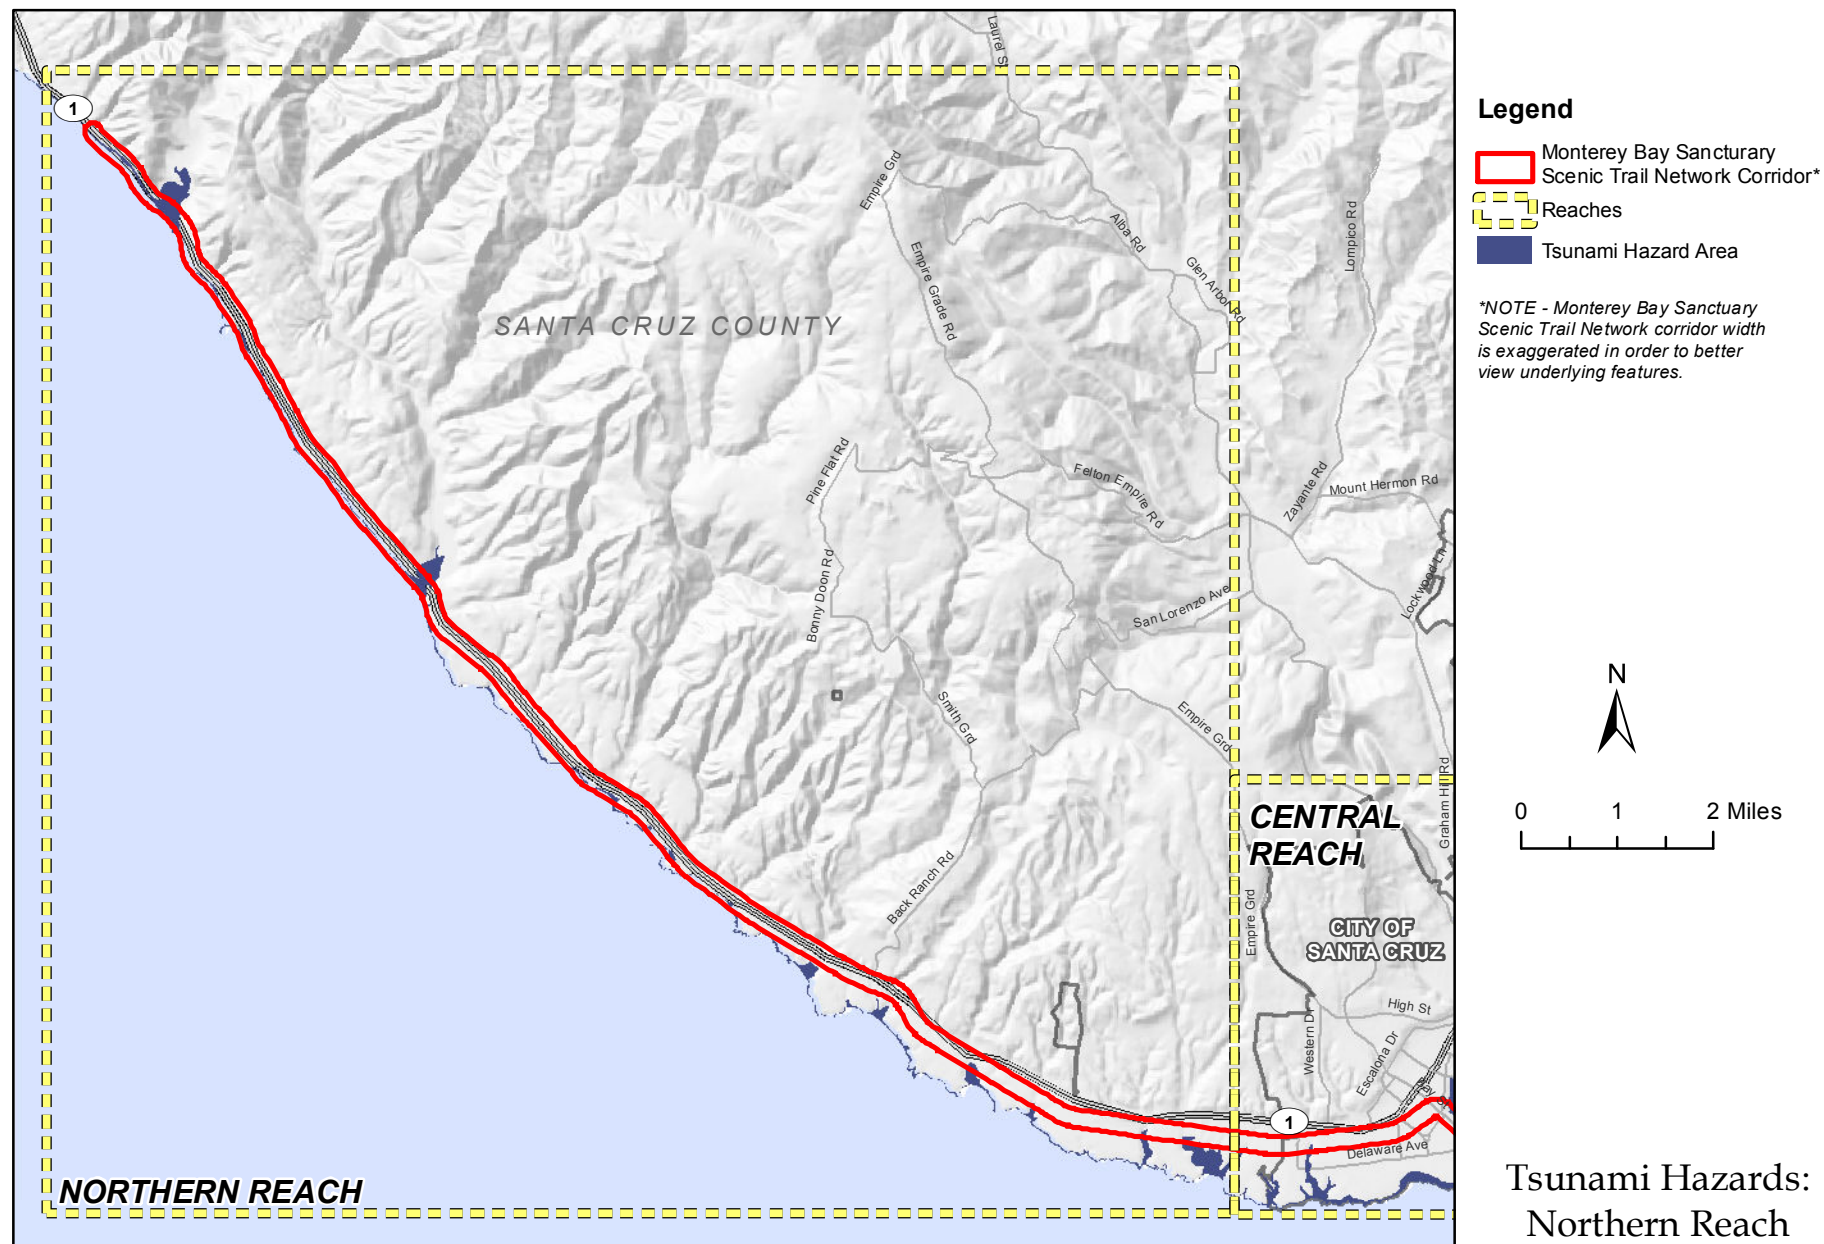 Laurel S
1
Empire Grd
Alba Rd
Lompico Rd
Empire Grade Rd
Glen Arbor Rd
SANTA CRUZ COUNTY
Pine Flat Rd
Felton Empire Rd
Zayante Rd
Mount Hermon Rd
Bonny Doon Rd
San Lorenzo Ave
Lockwood Ln
Smith Grd
Empire Grd
Graham Hill Rd
CENTRAL
REACH
Back Ranch Rd
Empire Grd
CITY OF
SANTA CRUZ
High St
Western Dr
Escalona Dr
Bay St
1
Delaware Ave
NORTHERN REACH
Legend
Monterey Bay Sancturary
Scenic Trail Network Corridor*
Reaches
Tsunami Hazard Area
*NOTE - Monterey Bay Sanctuary
Scenic Trail Network corridor width
is exaggerated in order to better
view underlying features.
N
0 1 2 Miles
Tsunami Hazards:
Northern Reach